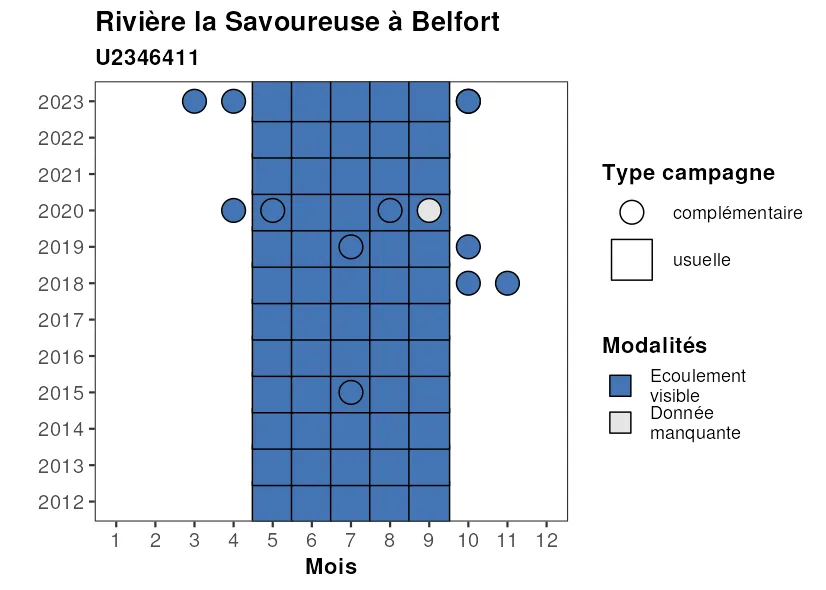 Rivière la Savoureuse à Belfort
U2346411
2023
2022
2021
2020
2019
2018
2017
2016
2015
2014
2013
2012
1 2 3 4 5 6 7 8 9 10 11 12
Mois
Type campagne
complémentaire
usuelle
Modalités
Ecoulement
visible
Donnée
manquante